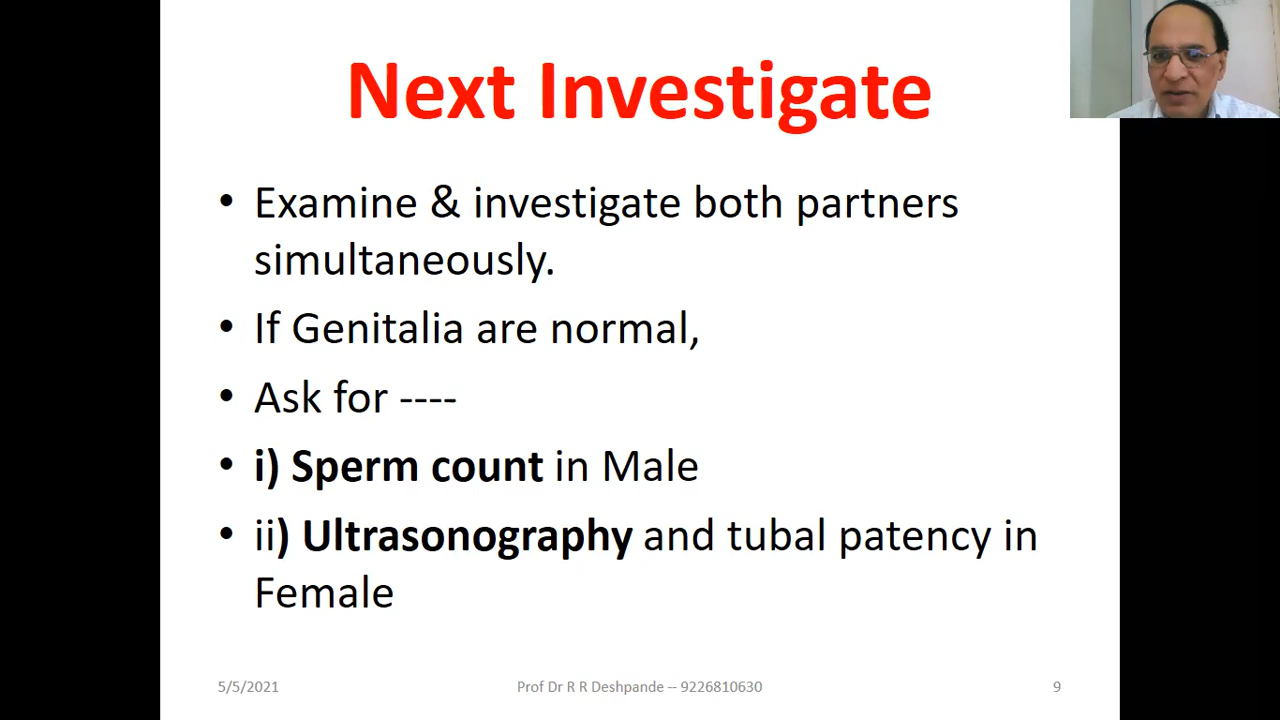 Next Investigate
• Examine & investigate both partners
simultaneously.
• If Genitalia are normal,
• Ask for ----
• i) Sperm count in Male
• ii) Ultrasonography and tubal patency in
Female
5/5/2021
Prof Dr R R Deshpande -- 9226810630
9